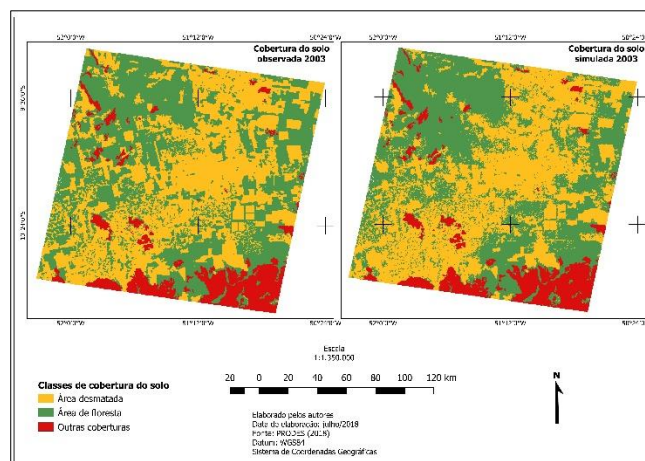 Cobertura do solo
observada 2003
Cobertura do solo
simulada 2003
52°0'0"W
51°12'0"W
50°24'0"W
52°0'0"W
51°12'0"W
50°24'0"W
9°36'0"S
10°24'0"S
52°0'0"W
51°12'0"W
50°24'0"W
52°0'0"W
51°12'0"W
50°24'0"W
Escala
1:1.350.000
Classes de cobertura do solo
Área desmatada
Área de floresta
Outras coberturas
20 0 20 40 60 80 100 120 km
N
Elaborado pelos autores
Data de elaboração: julho/2018
Fonte: PRODES (2018)
Datum: WGS84
Sistema de Coordenadas Geográficas